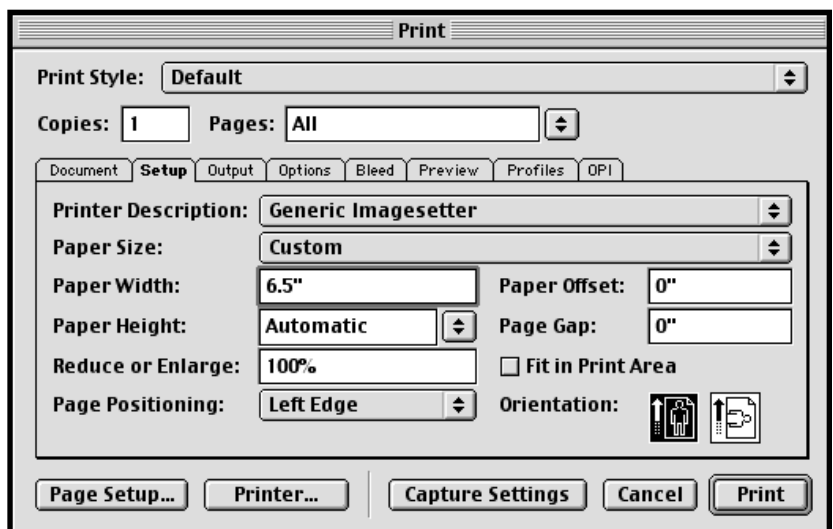 Print
Print Style: Default
Copies: 1 Pages: All
Document Setup Output Options Bleed Preview Profiles OPI
Printer Description: Generic Imagesetter
Paper Size: Custom
Paper Width: 6.5" Paper Offset: 0"
Paper Height: Automatic Page Gap: 0"
Reduce or Enlarge: 100% Fit in Print Area
Page Positioning: Left Edge Orientation:
Page Setup... Printer... Capture Settings Cancel Print